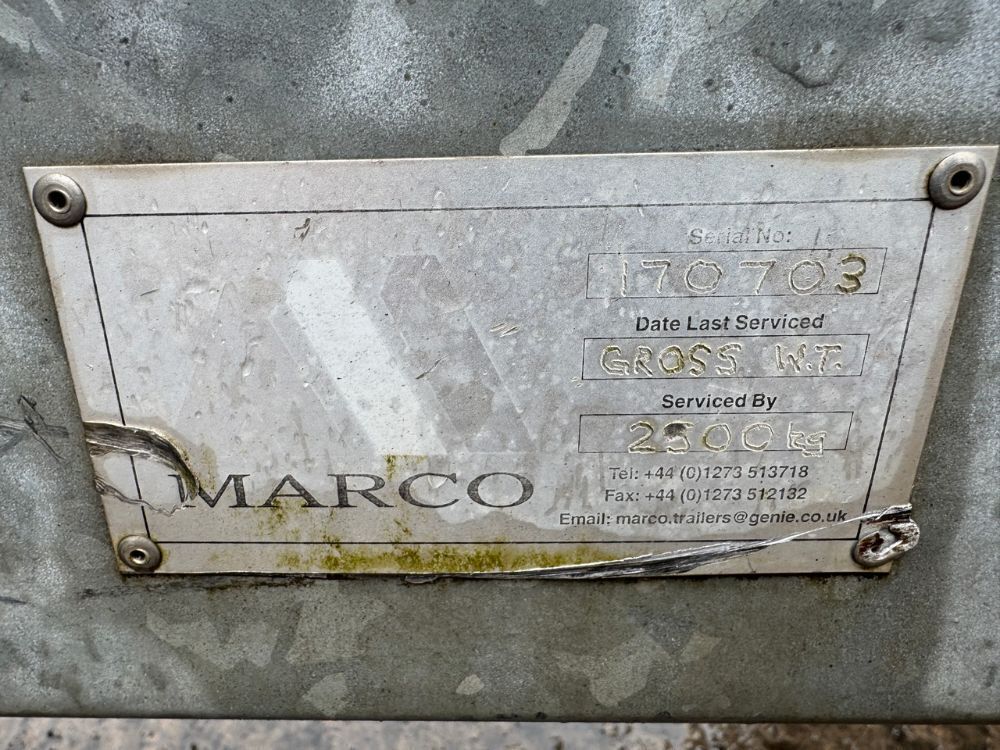 Serial No:
170703
Date Last Serviced
GROSS W.T.
Serviced By
2500kg
MARCO
Tel: +44 (0)1273 513718
Fax: +44 (0)1273 512132
Email: marco.trailers@genie.co.uk